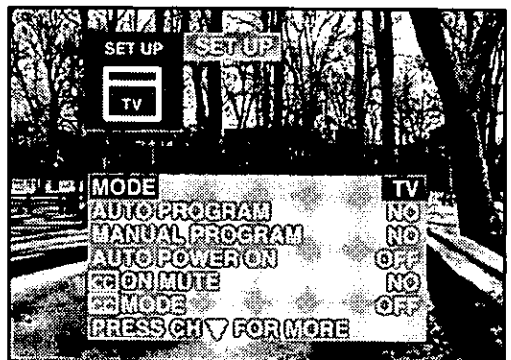 SET UP SET UP
TV
MODE TV
AUTO PROGRAM NO
MANUAL PROGRAM NO
AUTO POWER ON OFF
CC ON MUTE NO
CC MODE OFF
PRESS CH ▼ FOR MORE